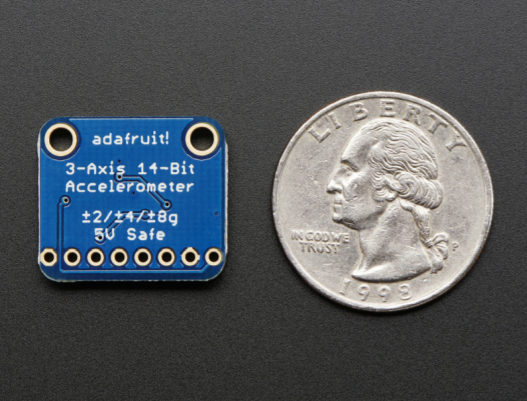 adafruit!
3-Axis 14-Bit
Accelerometer
±2/±4/±8g
5V Safe
LIBERTY
IN GOD WE
TRUST
P
1998